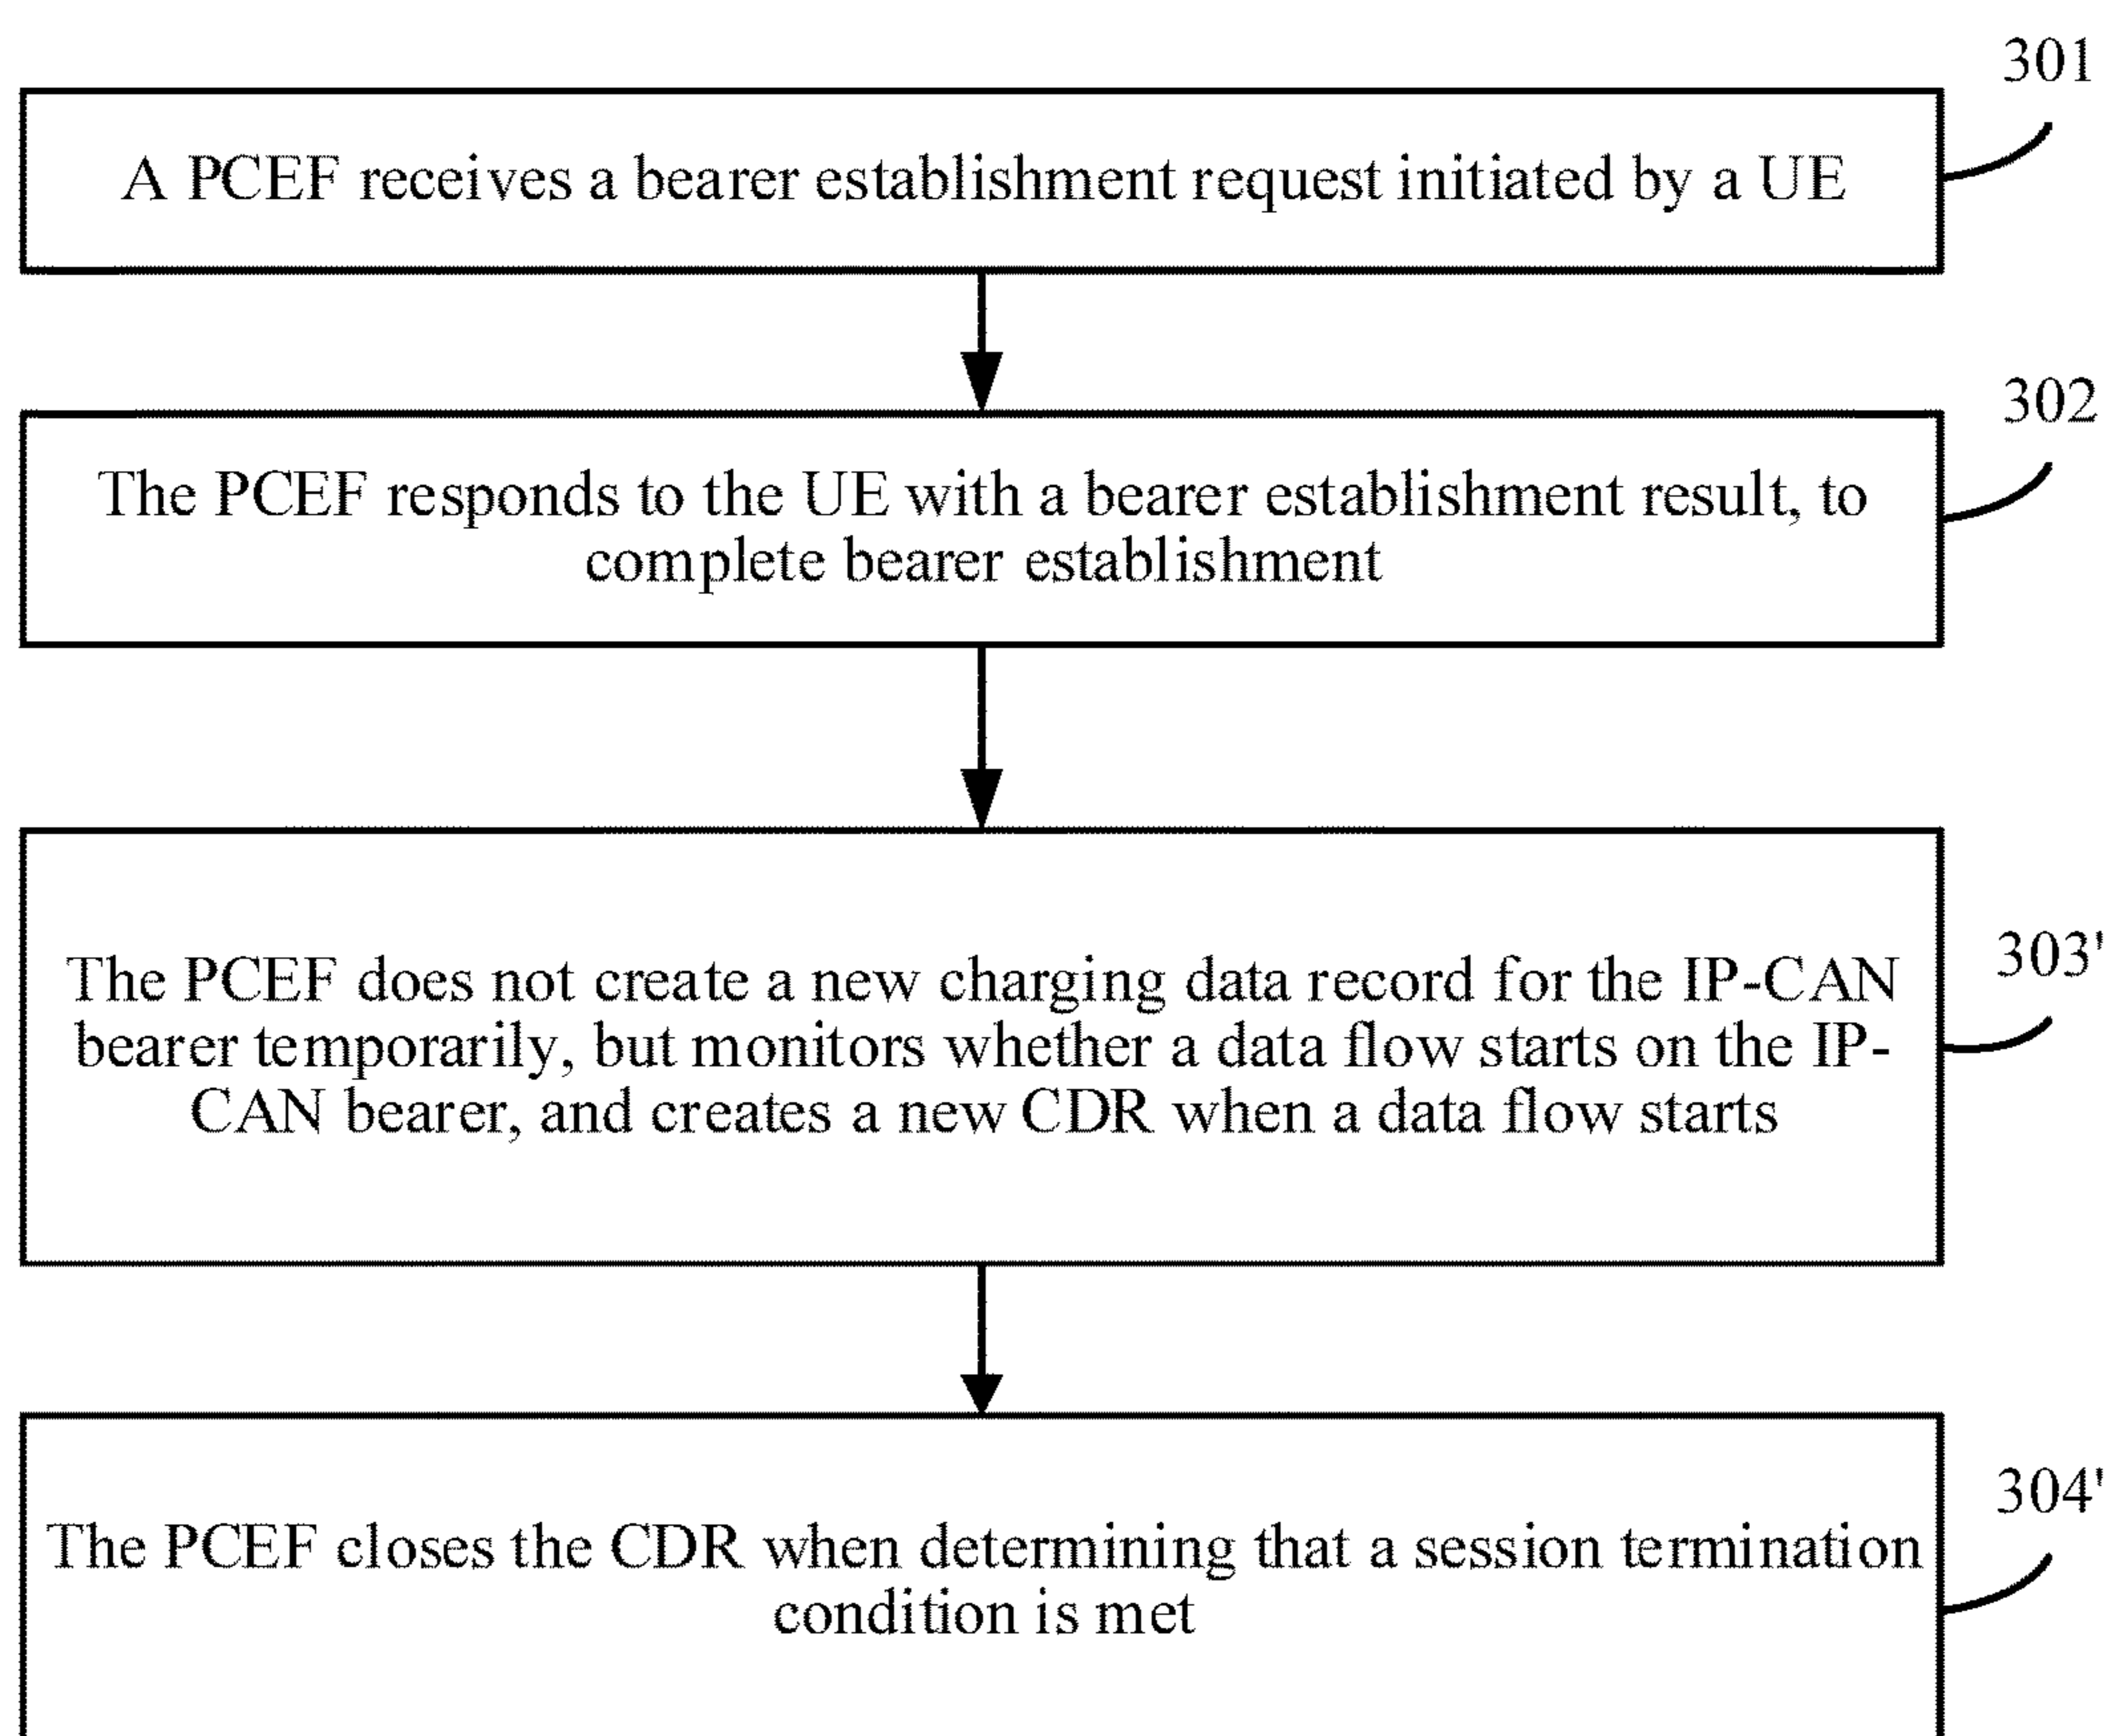 301
A PCEF receives a bearer establishment request initiated by a UE
302
The PCEF responds to the UE with a bearer establishment result, to
complete bearer establishment
303'
The PCEF does not create a new charging data record for the IP-CAN
bearer temporarily, but monitors whether a data flow starts on the IP-
CAN bearer, and creates a new CDR when a data flow starts
304'
The PCEF closes the CDR when determining that a session termination
condition is met